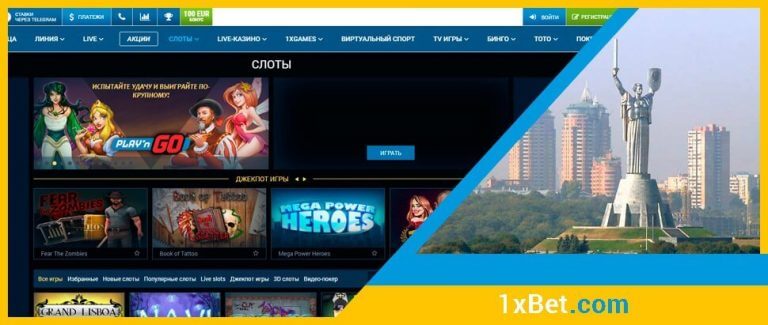 СТАВКИ
ЧЕРЕЗ TELEGRAM
$ ПЛАТЕЖИ
100 EUR
БОНУС
ВОЙТИ
РЕГИСТРАЦ
ЦА ЛИНИЯ LIVE АКЦИИ СЛОТЫ LIVE-КАЗИНО 1XGAMES ВИРТУАЛЬНЫЙ СПОРТ TV ИГРЫ БИНГО ТОТО ПОК
СЛОТЫ
ИСПЫТАЙТЕ УДАЧУ И ВЫИГРАЙТЕ ПО-
КРУПНОМУ!
PLAY'n GO!
ИГРАТЬ
ДЖЕКПОТ ИГРЫ
FEAR
THE ZOMBIES
Book of Tattoo
MEGA POWER
HEROES
Fear The Zombies
Book of Tattoo
Mega Power Heroes
Все игры Избранные Новые слоты Популярные слоты Live slots Джекпот игры 3D слоты Видео-покер
GRAND LISBOA
NAVI
1xBet.com